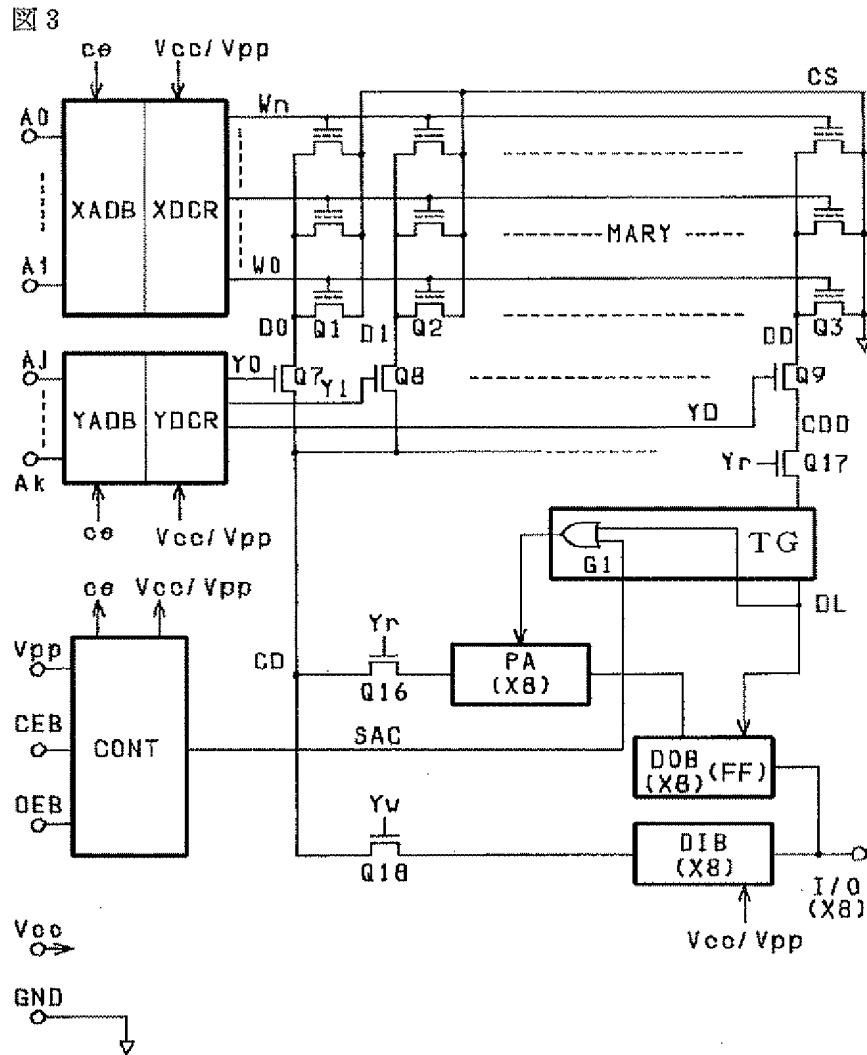 図3
ce Vcc/Vpp
CS
Wn
A0
XADB XDCR
MARY
A1
W0
D0 Q1 D1 Q2 DD Q3
AJ
Y0 Q7 Y1 Q8 Q9
YADB YDCR
YD
CDD
Ak
Yr Q17
ce Vcc/Vpp
G1 TG
ce Vcc/Vpp
DL
Vpp
CD Yr
Q16
PA
(X8)
CEB
CONT
SAC
DOB
(X8) (FF)
OEB
Yw
Q18
DIB
(X8)
I/O
(X8)
Vcc/Vpp
Vcc
GND